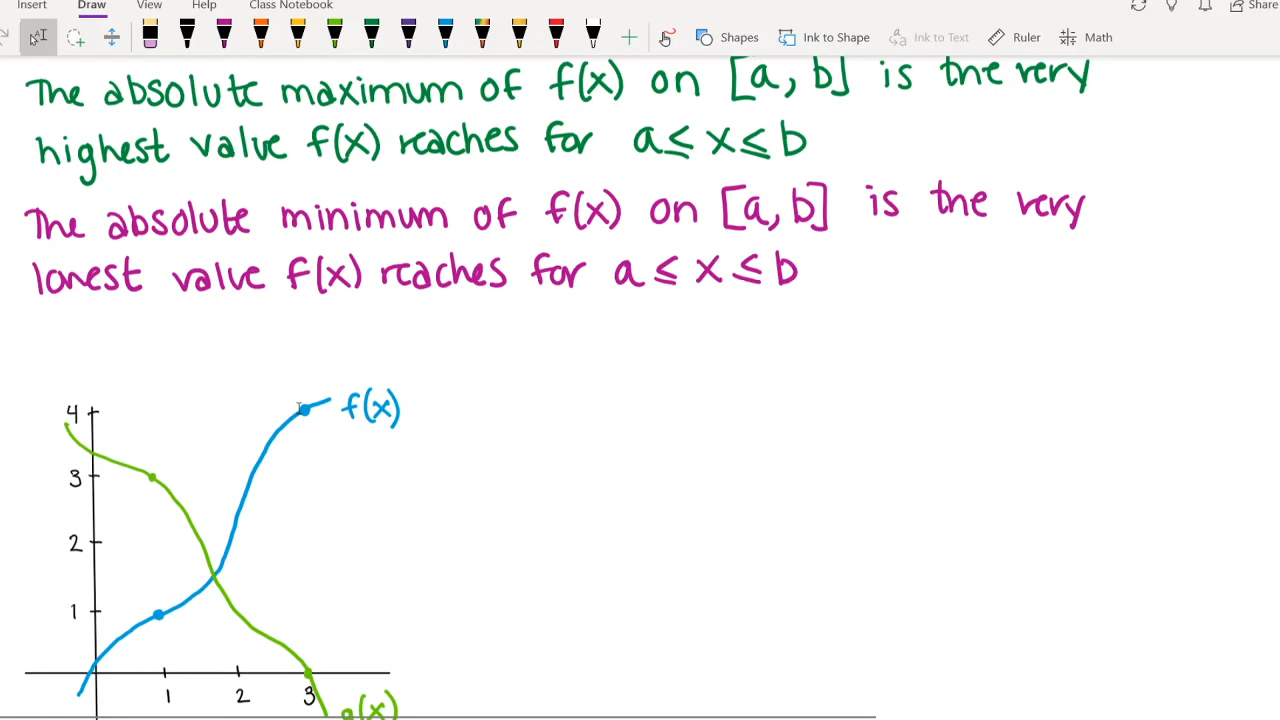 Insert Draw View Help Class Notebook Share
Shapes Ink to Shape Ink to Text Ruler Math
The absolute maximum of f(x) on [a, b] is the very
highest value f(x) reaches for a ≤ x ≤ b
The absolute minimum of f(x) on [a, b] is the very
lowest value f(x) reaches for a ≤ x ≤ b
4
f(x)
3
2
1
1 2 3
g(x)